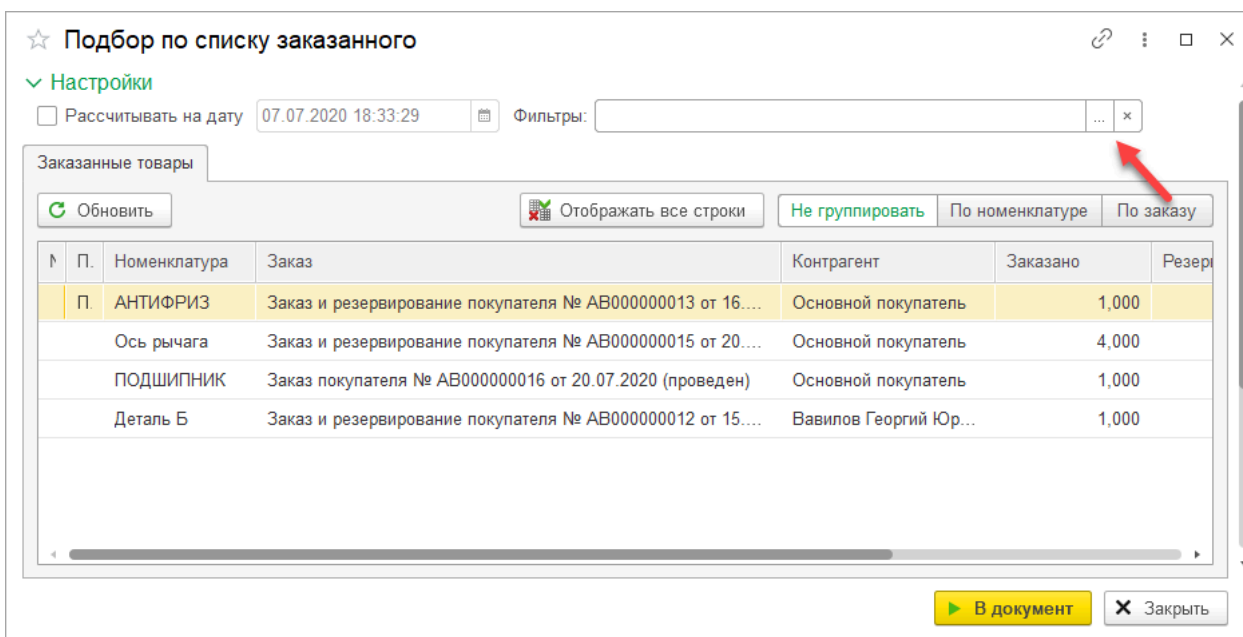 Подбор по списку заказанного
Настройки
Рассчитывать на дату 07.07.2020 18:33:29 Фильтры: ... ×
Заказанные товары
Обновить Отображать все строки Не группировать По номенклатуре По заказу
N П. Номенклатура Заказ Контрагент Заказано Резер
П. АНТИФРИЗ Заказ и резервирование покупателя № АВ000000013 от 16.... Основной покупатель 1,000
Ось рычага Заказ и резервирование покупателя № АВ000000015 от 20.... Основной покупатель 4,000
ПОДШИПНИК Заказ покупателя № АВ000000016 от 20.07.2020 (проведен) Основной покупатель 1,000
Деталь Б Заказ и резервирование покупателя № АВ000000012 от 15.... Вавилов Георгий Юр... 1,000
В документ Закрыть